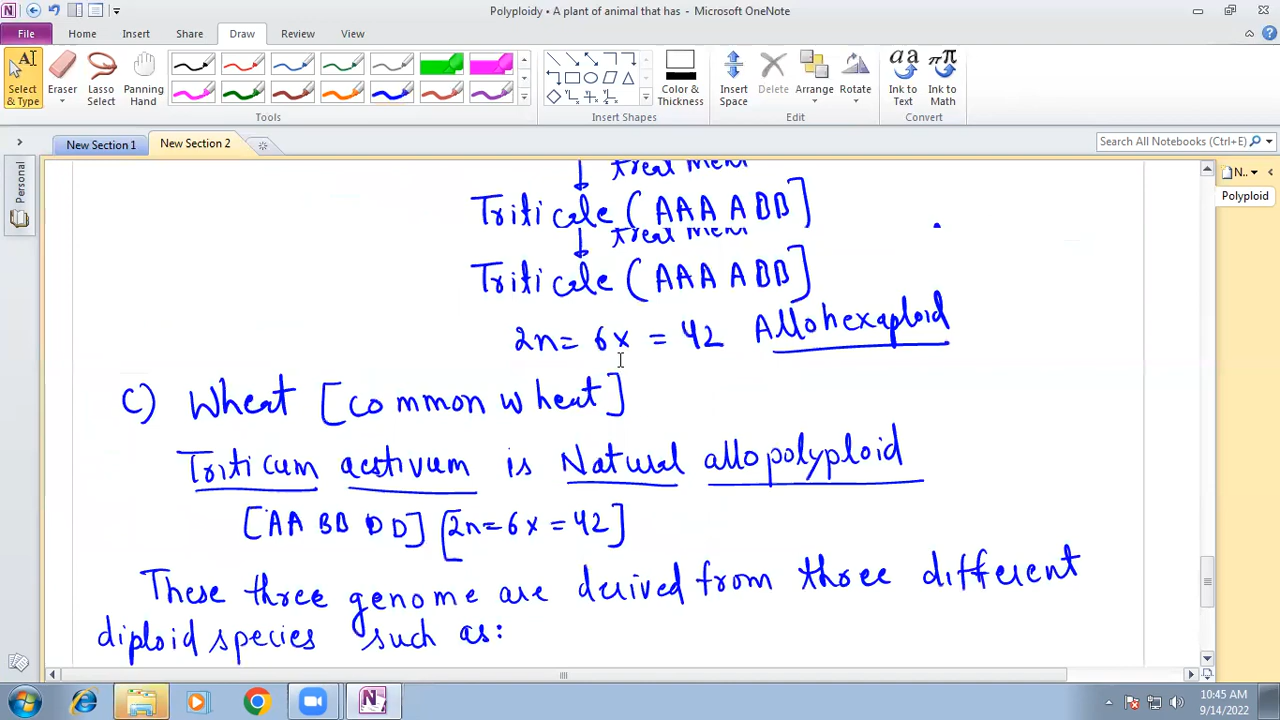 Polyploidy - A plant of animal that has - Microsoft OneNote
File Home Insert Share Draw Review View
Select & Type Eraser Lasso Select Panning Hand Color & Thickness Insert Space Delete Arrange Rotate Ink to Text Ink to Math
Tools Insert Shapes Edit Convert
New Section 1 New Section 2 Search All Notebooks (Ctrl+E) N..
Personal
Polyploid
treatment
Triticale (AAAABB]
treatment
Triticale (AAAABB]
2n = 6x = 42 Allohexaploid
C) Wheat [common wheat]
Triticum aestivum is Natural allopolyploid
[AA BB DD] [2n=6x=42]
These three genome are derived from three different
diploid species such as:
10:45 AM
9/14/2022